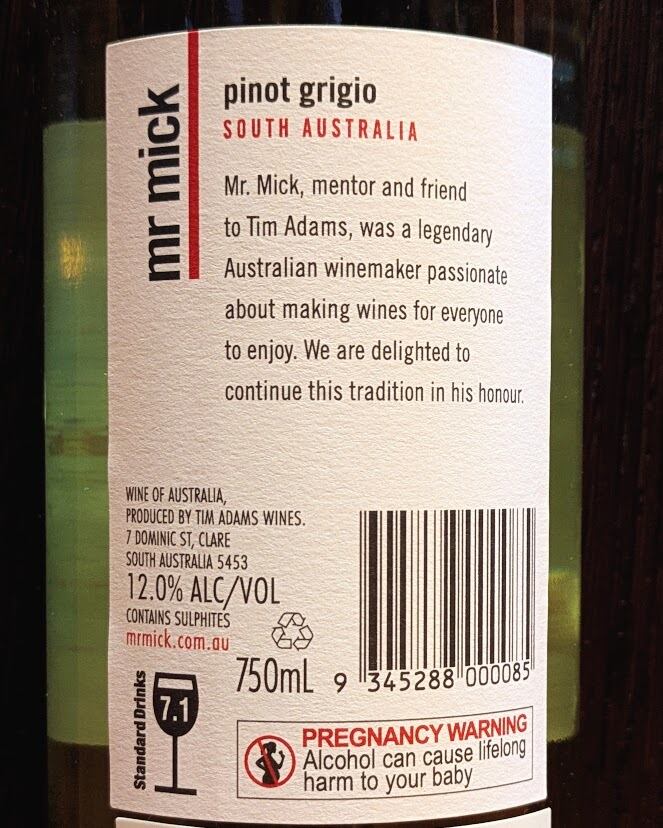 mr mick
pinot grigio
SOUTH AUSTRALIA
Mr. Mick, mentor and friend
to Tim Adams, was a legendary
Australian winemaker passionate
about making wines for everyone
to enjoy. We are delighted to
continue this tradition in his honour.
WINE OF AUSTRALIA,
PRODUCED BY TIM ADAMS WINES.
7 DOMINIC ST, CLARE
SOUTH AUSTRALIA 5453
12.0% ALC/VOL
CONTAINS SULPHITES
mrmick.com.au
750mL
9 345288 000085
Standard Drinks
7.1
PREGNANCY WARNING
Alcohol can cause lifelong
harm to your baby